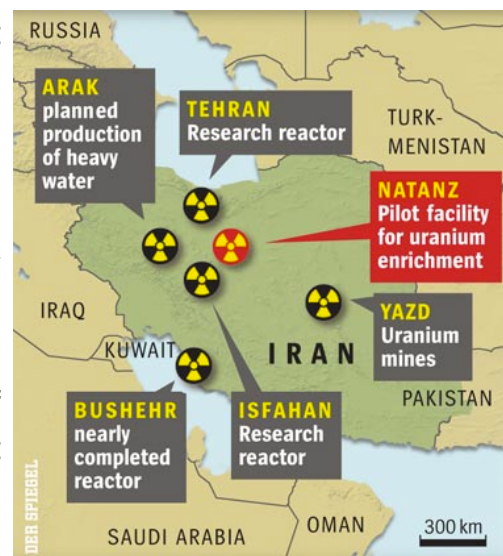 RUSSIA
ARAK
planned
production
of heavy
water
TEHRAN
Research reactor
TURK-
MENISTAN
NATANZ
Pilot facility
for uranium
enrichment
IRAQ
KUWAIT
IRAN
YAZD
Uranium
mines
PAKISTAN
BUSHEHR
nearly
completed
reactor
ISFAHAN
Research
reactor
DER SPIEGEL
SAUDI ARABIA
OMAN
300 km